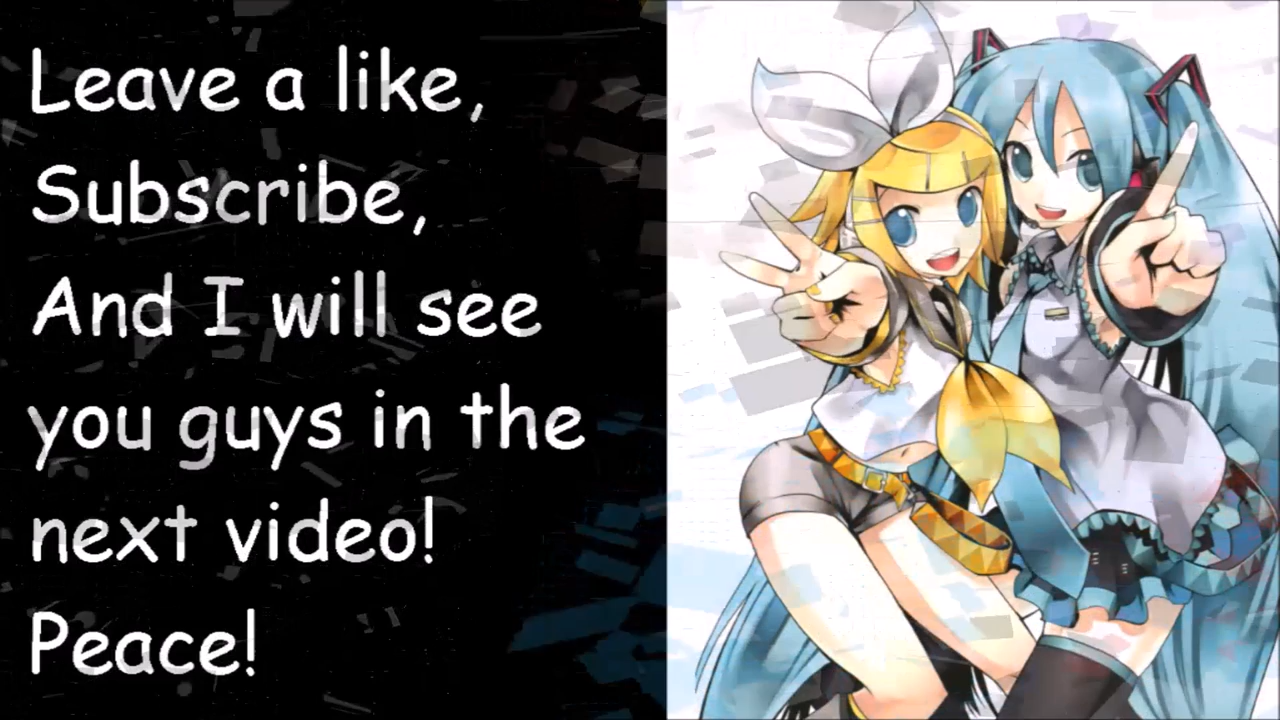 Leave a like,
Subscribe,
And I will see
you guys in the
next video!
Peace!